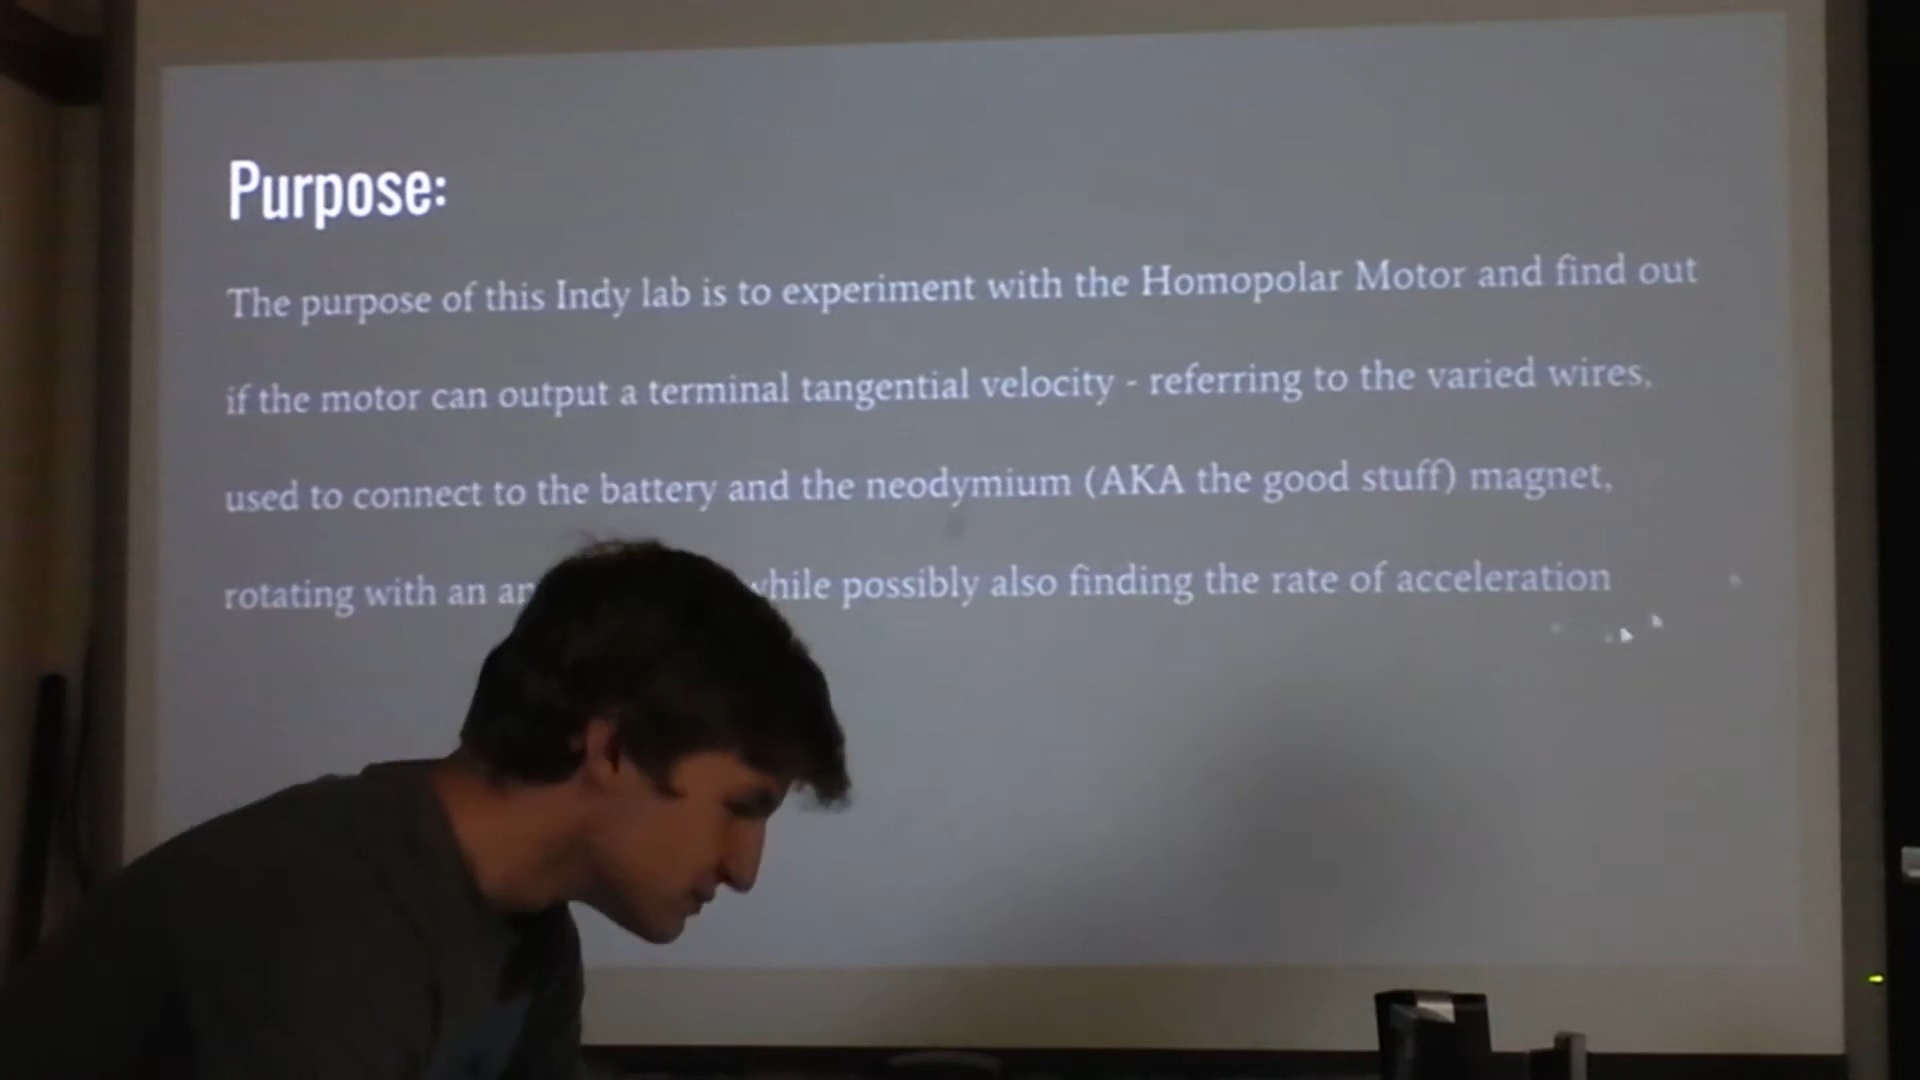 Purpose:
The purpose of this Indy lab is to experiment with the Homopolar Motor and find out
if the motor can output a terminal tangential velocity - referring to the varied wires,
used to connect to the battery and the neodymium (AKA the good stuff) magnet,
rotating with an while possibly also finding the rate of acceleration